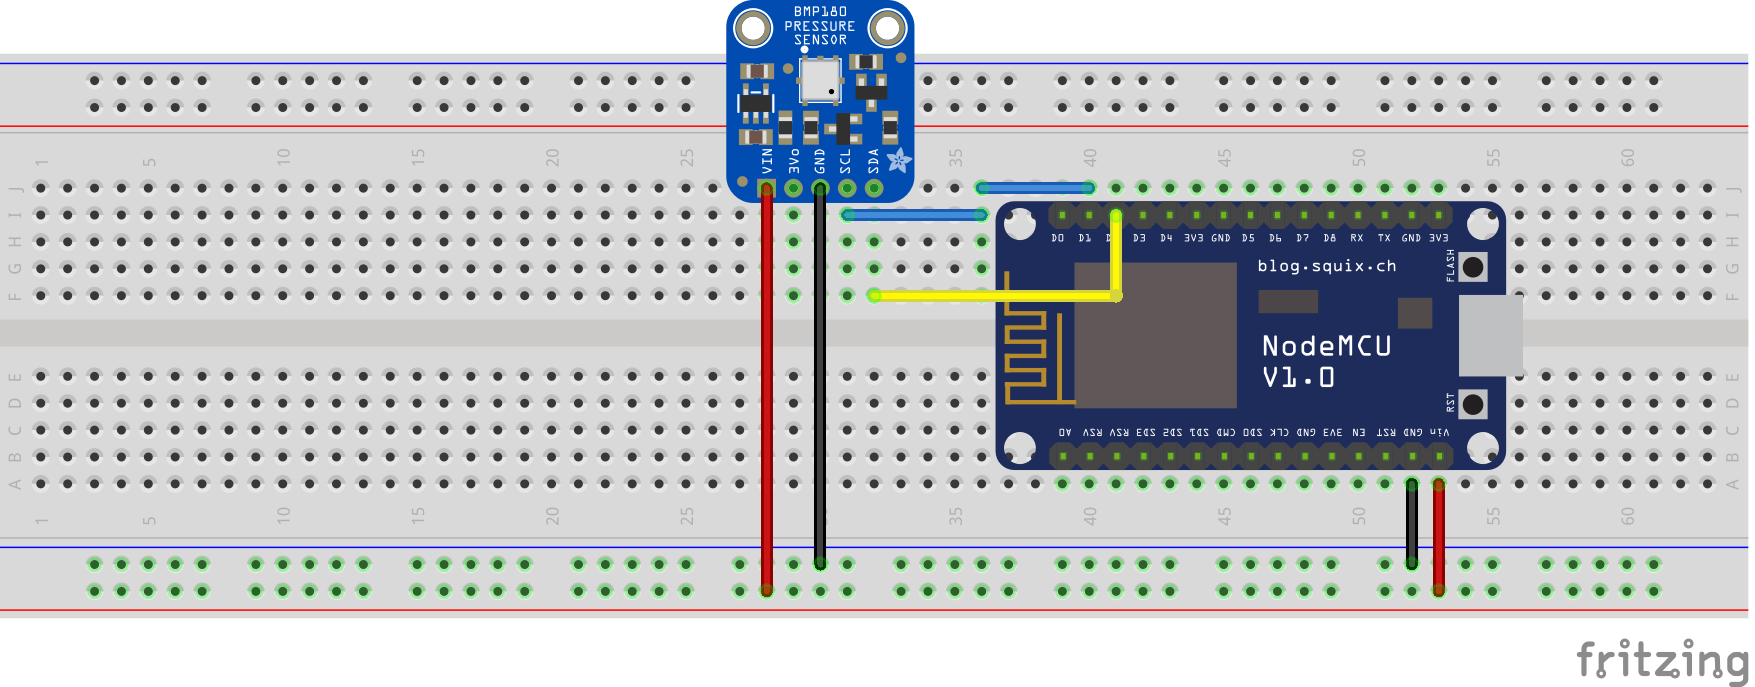 BMP180
PRESSURE
SENSOR
VIN 3Vo GND SCL SDA
1 5 10 15 20 25 35 40 45 50 55 60
J J
I I
H H
G G
F F
D0 D1 D3 D4 3V3 GND D5 D6 D7 D8 RX TX GND 3V3
blog.squix.ch
FLASH
NodeMCU
V1.0
RST
A0 RSV RSV SD3 SD2 SD1 CMD SD0 CLK GND 3V3 EN RST GND Vin
E E
D D
C C
B B
A A
1 5 10 15 20 25 35 40 45 50 55 60
fritzing